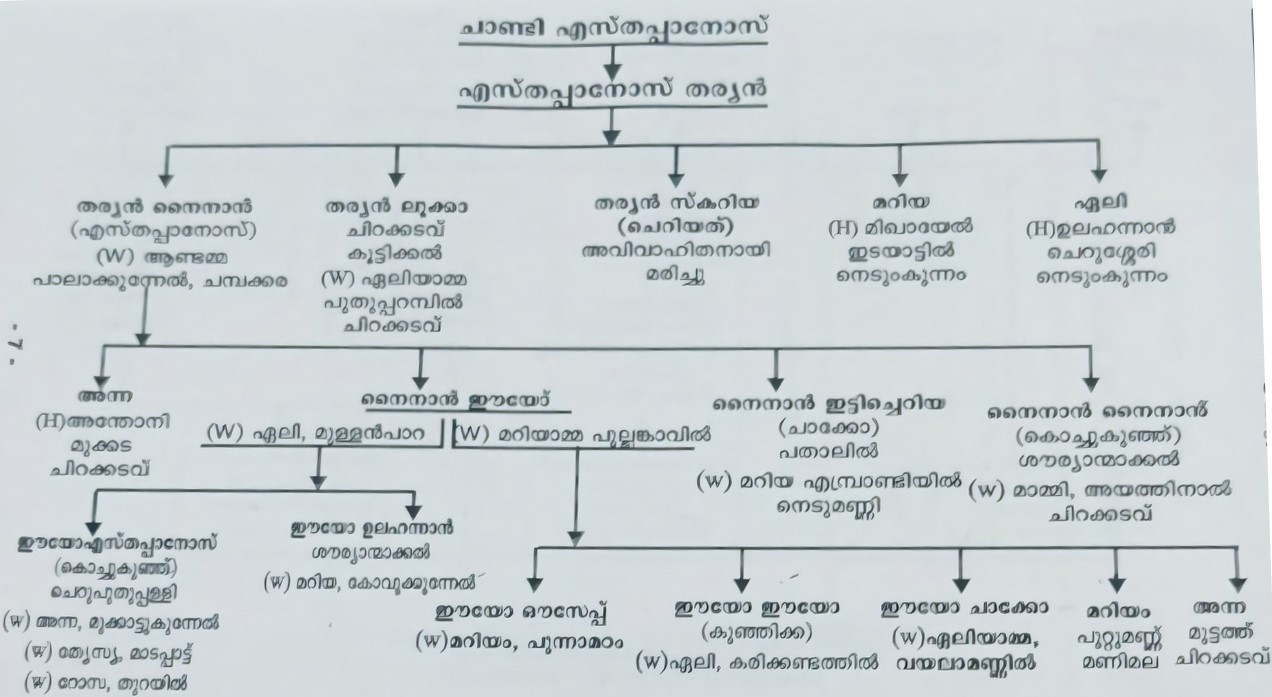 ചാണ്ടി എസ്തപ്പാനോസ്
എസ്തപ്പാനോസ് തര്യൻ
തര്യൻ നൈനാൻ
(എസ്തപ്പാനോസ്)
(W) ആണ്ടമ്മ
പാലാക്കുന്നേൽ, ചമ്പക്കര
തര്യൻ ലൂക്കാ
ചിറക്കടവ്
കൂട്ടിക്കൽ
(W) ഏലിയാമ്മ
പുതുപ്പറമ്പിൽ
ചിറക്കടവ്
തര്യൻ സ്കറിയ
(ചെറിയത്)
അവിവാഹിതനായി
മരിച്ചു
മറിയ
(H) മിഖായേൽ
ഇടയാട്ടിൽ
നെടുംകുന്നം
ഏലി
(H)ഉലഹന്നാൻ
ചെറുശ്ശേരി
നെടുംകുന്നം
- 7 -
അന്ന
(H)അന്തോനി
മുക്കട
ചിറക്കടവ്
നൈനാൻ ഈയോ
(W) ഏലി, മുള്ളൻപാറ
(W) മറിയാമ്മ പുല്ലങ്കാവിൽ
നൈനാൻ ഇട്ടിച്ചെറിയ
(ചാക്കോ)
പതാലിൽ
(W) മറിയ എമ്പ്രാണ്ടിയിൽ
നെടുമണ്ണി
നൈനാൻ നൈനാൻ
(കൊച്ചുകുഞ്ഞ്)
ശൗര്യാന്മാക്കൽ
(W) മാമ്മി, അയത്തിനാൽ
ചിറക്കടവ്
ഈയോഎസ്തപ്പാനോസ്
(കൊച്ചുകുഞ്ഞ്)
ചെറുപുതുപ്പള്ളി
(W) അന്ന, മുക്കാട്ടുകുന്നേൽ
(W) ത്രേസ്യ, മാടപ്പാട്ട്
(W) റോസ, തുറയിൽ
ഈയോ ഉലഹന്നാൻ
ശൗര്യാന്മാക്കൽ
(W) മറിയ, കോവുക്കുന്നേൽ
ഈയോ ഔസേപ്പ്
(W)മറിയം, പുന്നാമഠം
ഈയോ ഈയോ
(കുഞ്ഞിക്ക)
(W)ഏലി, കരിക്കണ്ടത്തിൽ
ഈയോ ചാക്കോ
(W)ഏലിയാമ്മ,
വയലാമണ്ണിൽ
മറിയം
പുറ്റുമണ്ണ്
മണിമല
അന്ന
മുട്ടത്ത്
ചിറക്കടവ്